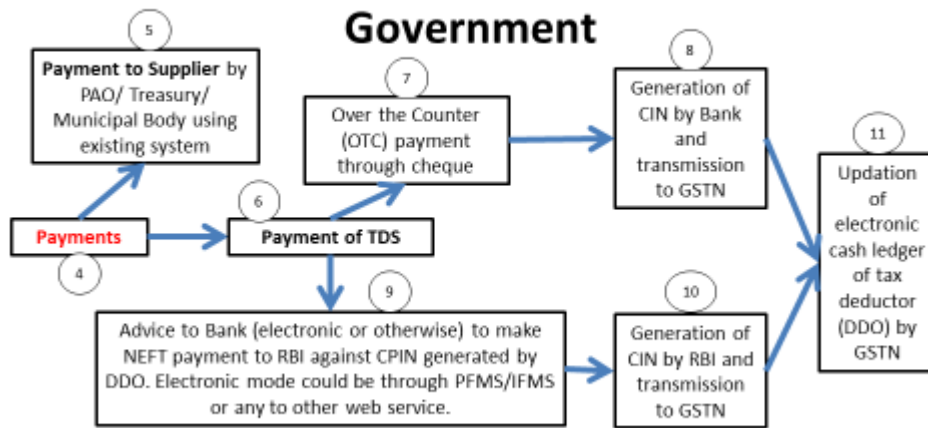 Government
5
Payment to Supplier by
PAO/ Treasury/
Municipal Body using
existing system
7
Over the Counter
(OTC) payment
through cheque
8
Generation of
CIN by Bank
and
transmission
to GSTN
11
Updation
of
electronic
cash ledger
of tax
deductor
(DDO) by
GSTN
Payments
4
6
Payment of TDS
9
Advice to Bank (electronic or otherwise) to make
NEFT payment to RBI against CPIN generated by
DDO. Electronic mode could be through PFMS/IFMS
or any to other web service.
10
Generation of
CIN by RBI and
transmission
to GSTN